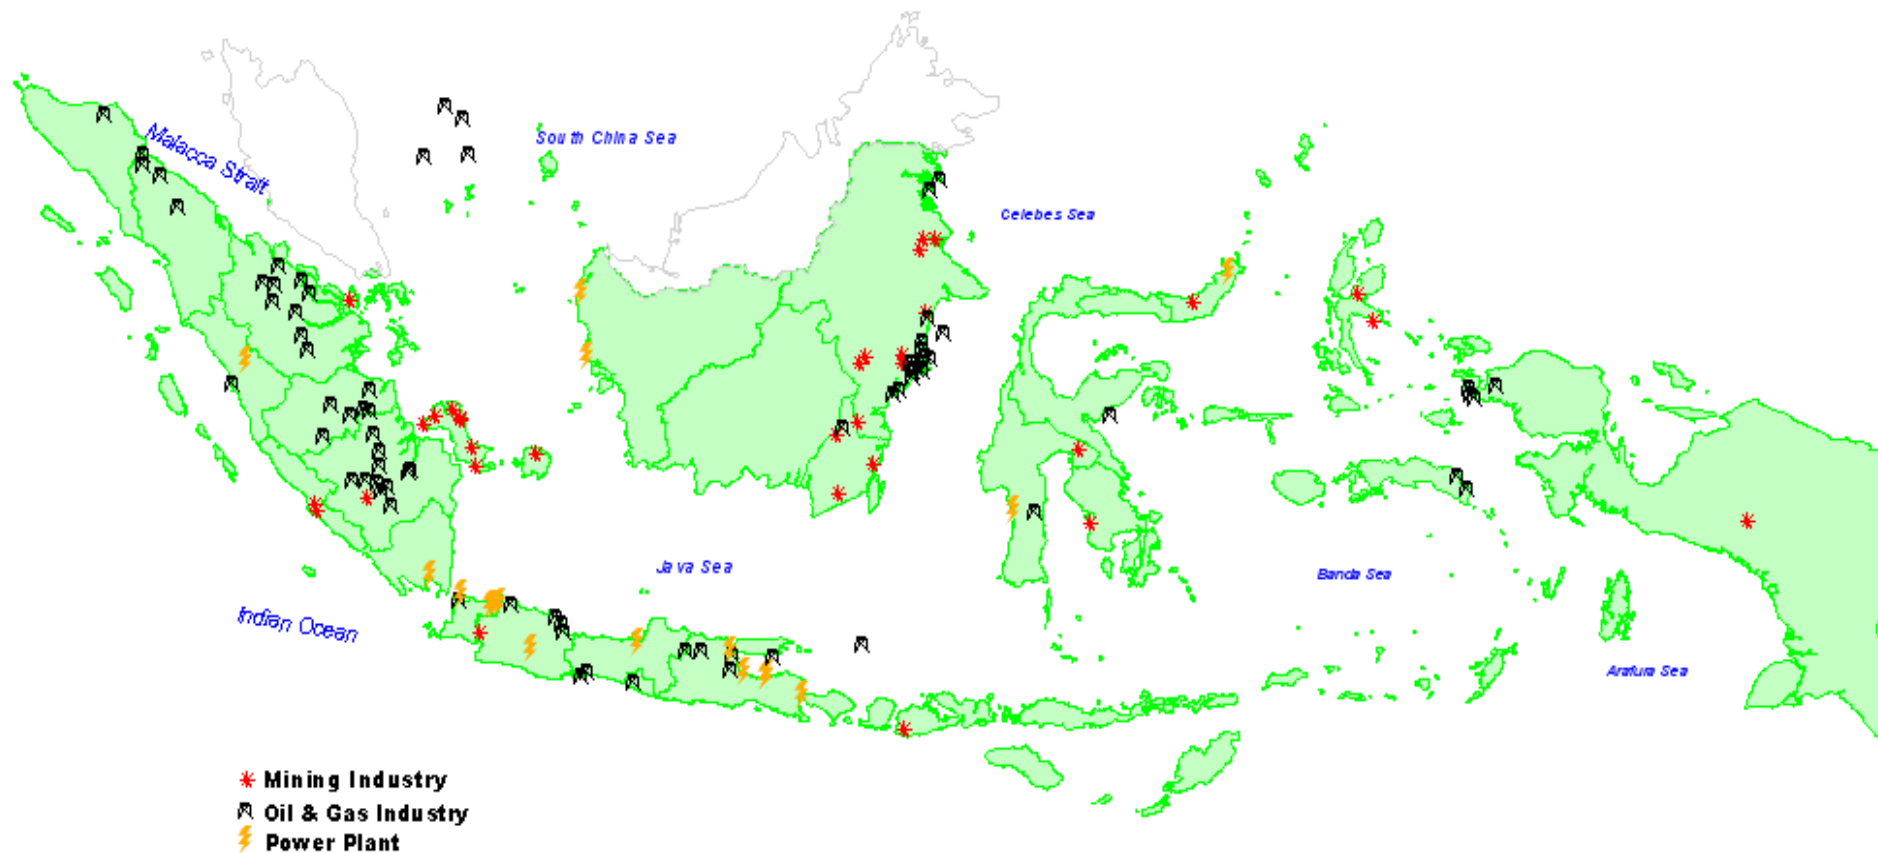 South China Sea
Malacca Strait
Celebes Sea
Java Sea
Banda Sea
Indian Ocean
Arafura Sea
Mining Industry
Oil & Gas Industry
Power Plant